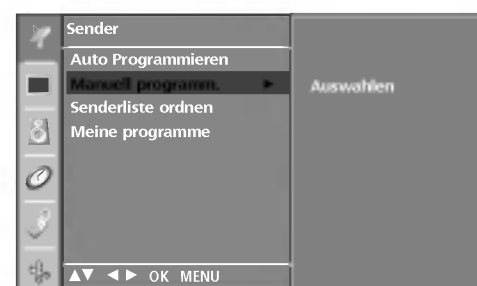 Sender
Auto Programmieren
Manuell programm. ►
Auswahlen
Senderliste ordnen
Meine programme
▲▼ ◄► OK MENU